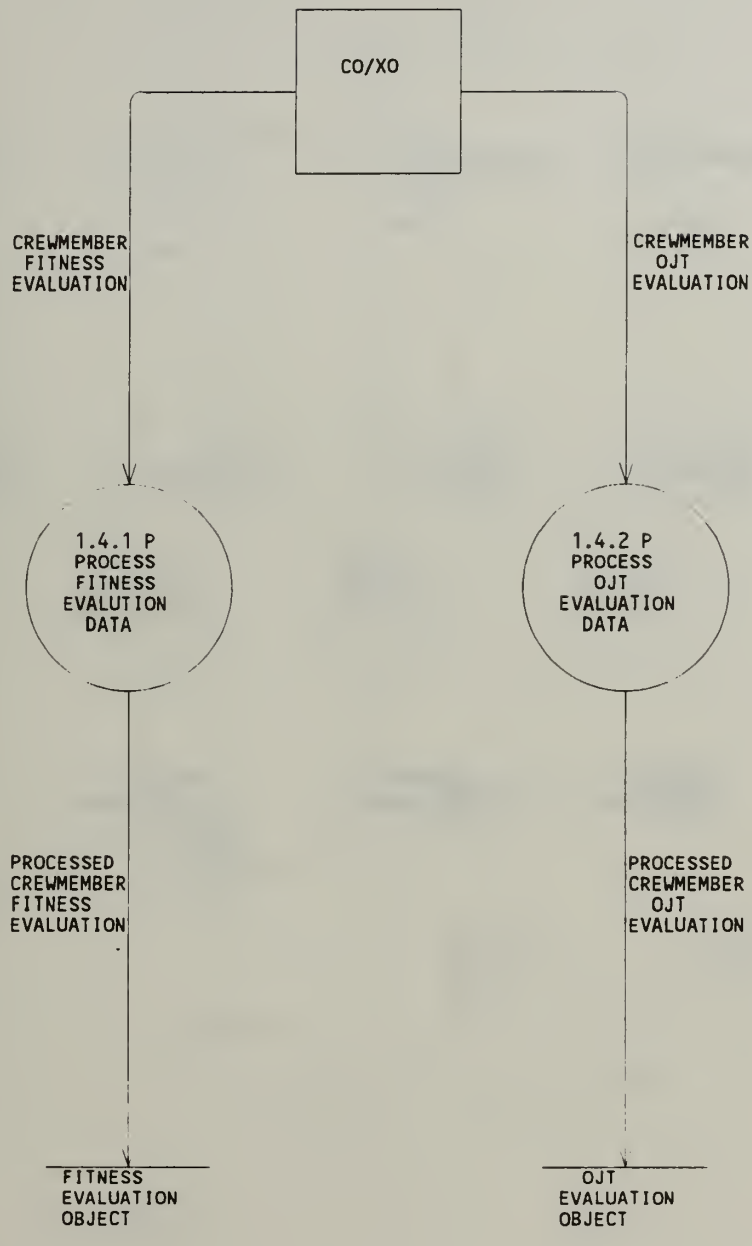 CO/XO
CREWMEMBER
FITNESS
EVALUATION
CREWMEMBER
OJT
EVALUATION
1.4.1 P
PROCESS
FITNESS
EVALUTION
DATA
1.4.2 P
PROCESS
OJT
EVALUATION
DATA
PROCESSED
CREWMEMBER
FITNESS
EVALUATION
PROCESSED
CREWMEMBER
OJT
EVALUATION
FITNESS
EVALUATION
OBJECT
OJT
EVALUATION
OBJECT